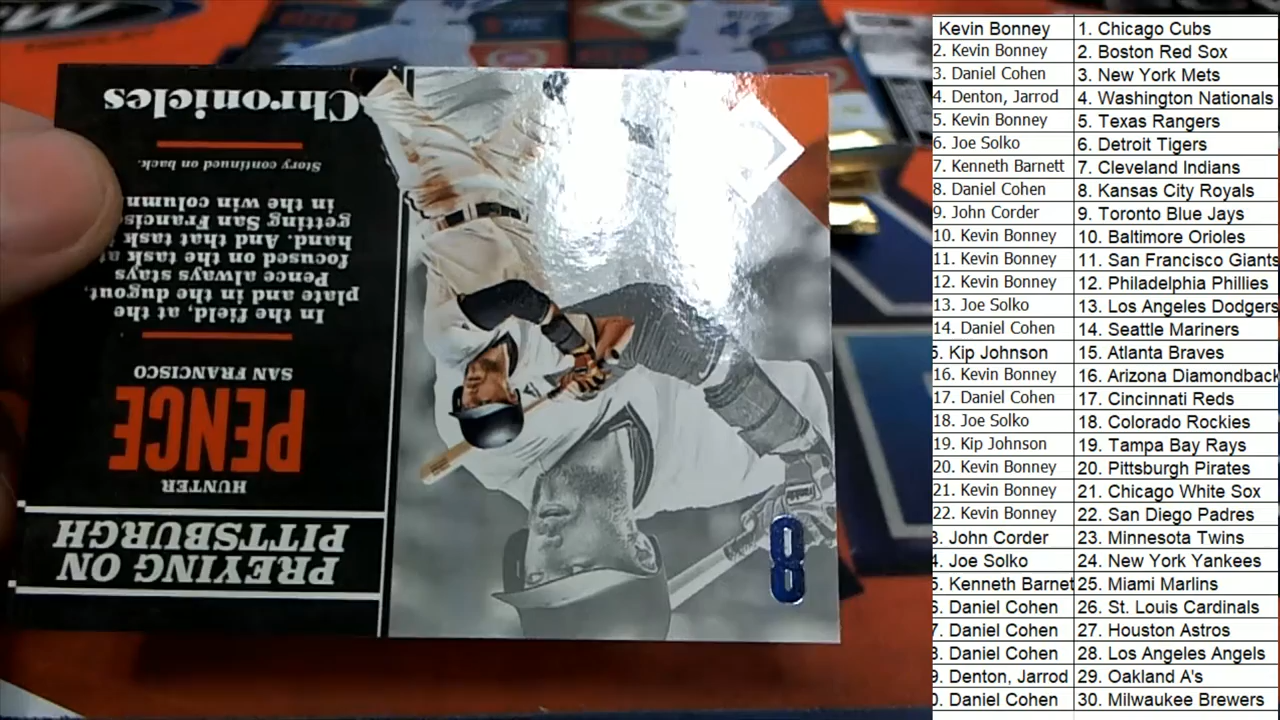 PREYING ON
PITTSBURGH
HUNTER
PENCE
SAN FRANCISCO
In the field, at the
plate and in the dugout,
Pence always stays
focused on the task at
hand. And that task
getting San Francisc
in the win column
Story continued on back.
Chronicles
8
Kevin Bonney 1. Chicago Cubs
2. Kevin Bonney 2. Boston Red Sox
3. Daniel Cohen 3. New York Mets
4. Denton, Jarrod 4. Washington Nationals
5. Kevin Bonney 5. Texas Rangers
6. Joe Solko 6. Detroit Tigers
7. Kenneth Barnett 7. Cleveland Indians
8. Daniel Cohen 8. Kansas City Royals
9. John Corder 9. Toronto Blue Jays
10. Kevin Bonney 10. Baltimore Orioles
11. Kevin Bonney 11. San Francisco Giants
12. Kevin Bonney 12. Philadelphia Phillies
13. Joe Solko 13. Los Angeles Dodgers
14. Daniel Cohen 14. Seattle Mariners
5. Kip Johnson 15. Atlanta Braves
16. Kevin Bonney 16. Arizona Diamondback
17. Daniel Cohen 17. Cincinnati Reds
18. Joe Solko 18. Colorado Rockies
19. Kip Johnson 19. Tampa Bay Rays
20. Kevin Bonney 20. Pittsburgh Pirates
21. Kevin Bonney 21. Chicago White Sox
22. Kevin Bonney 22. San Diego Padres
3. John Corder 23. Minnesota Twins
4. Joe Solko 24. New York Yankees
5. Kenneth Barnet 25. Miami Marlins
6. Daniel Cohen 26. St. Louis Cardinals
7. Daniel Cohen 27. Houston Astros
8. Daniel Cohen 28. Los Angeles Angels
9. Denton, Jarrod 29. Oakland A's
0. Daniel Cohen 30. Milwaukee Brewers